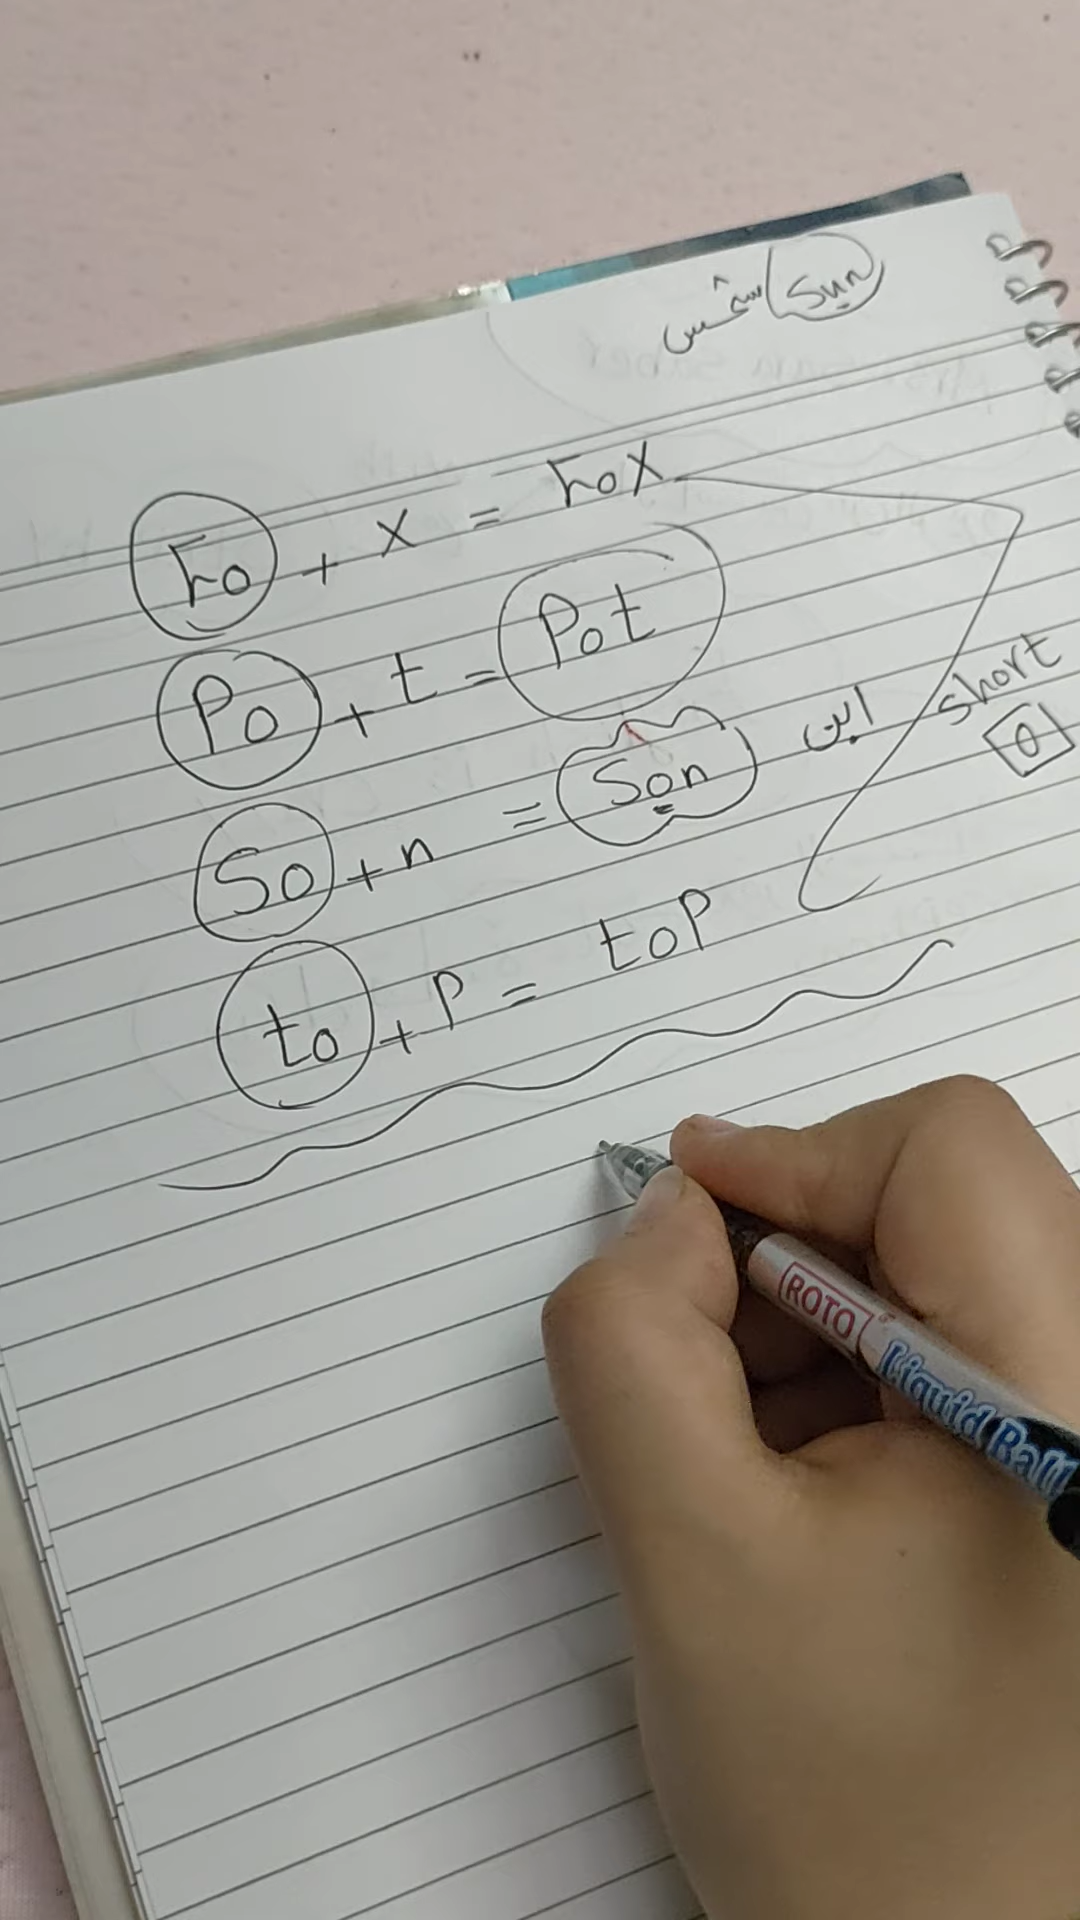 شمس sun
Fo + x = Fox
Po + t = Pot
So + n = Son ابن
short
o
to + P = toP
ROTO
Liquid Ball